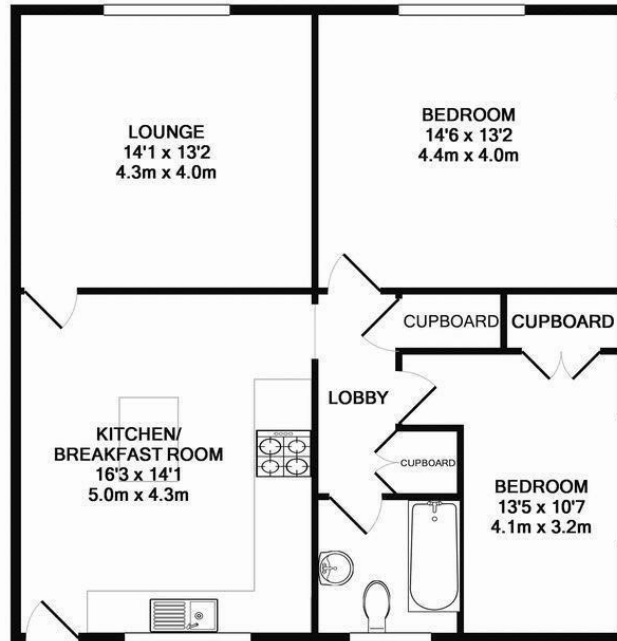 LOUNGE
14'1 x 13'2
4.3m x 4.0m
BEDROOM
14'6 x 13'2
4.4m x 4.0m
CUPBOARD
CUPBOARD
LOBBY
KITCHEN/
BREAKFAST ROOM
16'3 x 14'1
5.0m x 4.3m
CUPBOARD
BEDROOM
13'5 x 10'7
4.1m x 3.2m